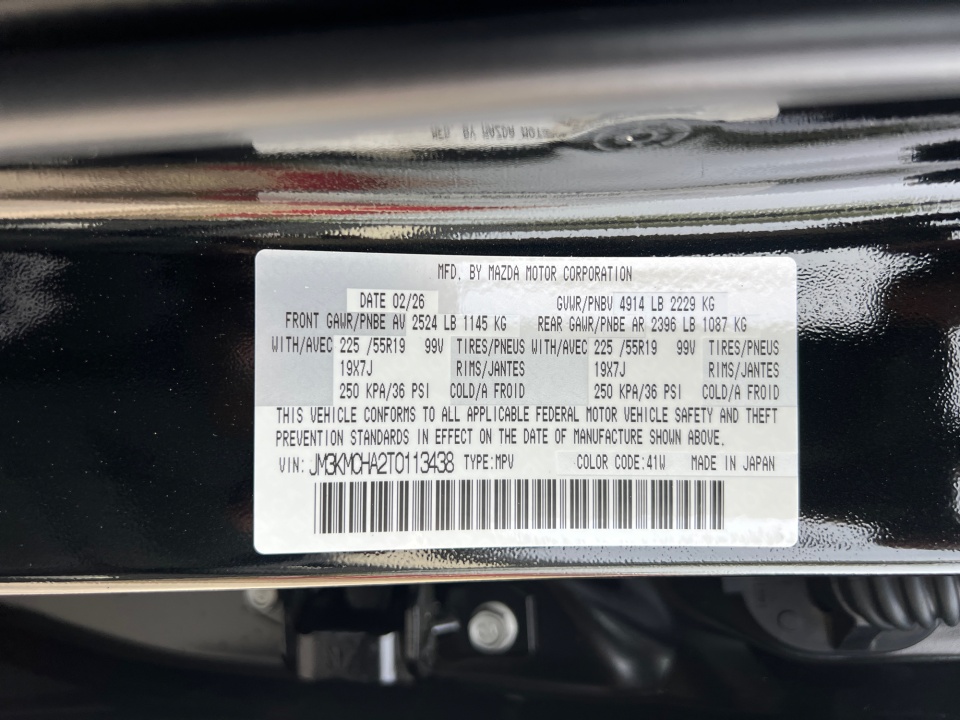 MFD. BY MAZDA MOTOR CORPORATION
DATE 02/26 GVWR/PNBV 4914 LB 2229 KG
FRONT GAWR/PNBE AV 2524 LB 1145 KG REAR GAWR/PNBE AR 2396 LB 1087 KG
WITH/AVEC 225 /55R19 99V TIRES/PNEUS WITH/AVEC 225 /55R19 99V TIRES/PNEUS
19X7J RIMS/JANTES 19X7J RIMS/JANTES
250 KPA/36 PSI COLD/A FROID 250 KPA/36 PSI COLD/A FROID
THIS VEHICLE CONFORMS TO ALL APPLICABLE FEDERAL MOTOR VEHICLE SAFETY AND THEFT
PREVENTION STANDARDS IN EFFECT ON THE DATE OF MANUFACTURE SHOWN ABOVE.
VIN: JM3KMCHA2T0113438 TYPE:MPV COLOR CODE:41W MADE IN JAPAN